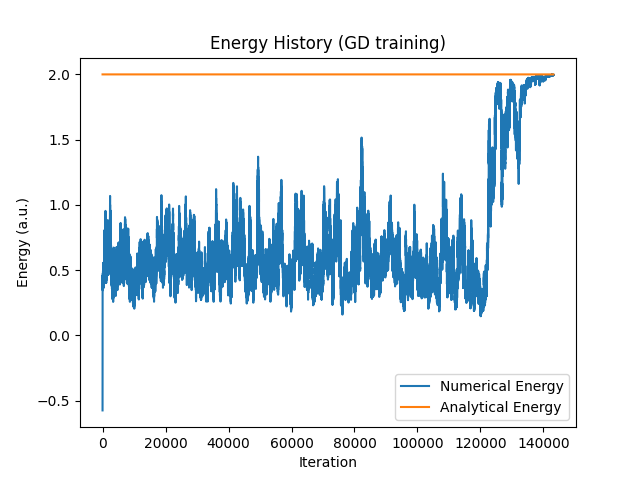 Energy History (GD training)
Energy (a.u.)
2.0
1.5
1.0
0.5
0.0
−0.5
Numerical Energy
Analytical Energy
0 20000 40000 60000 80000 100000 120000 140000
Iteration